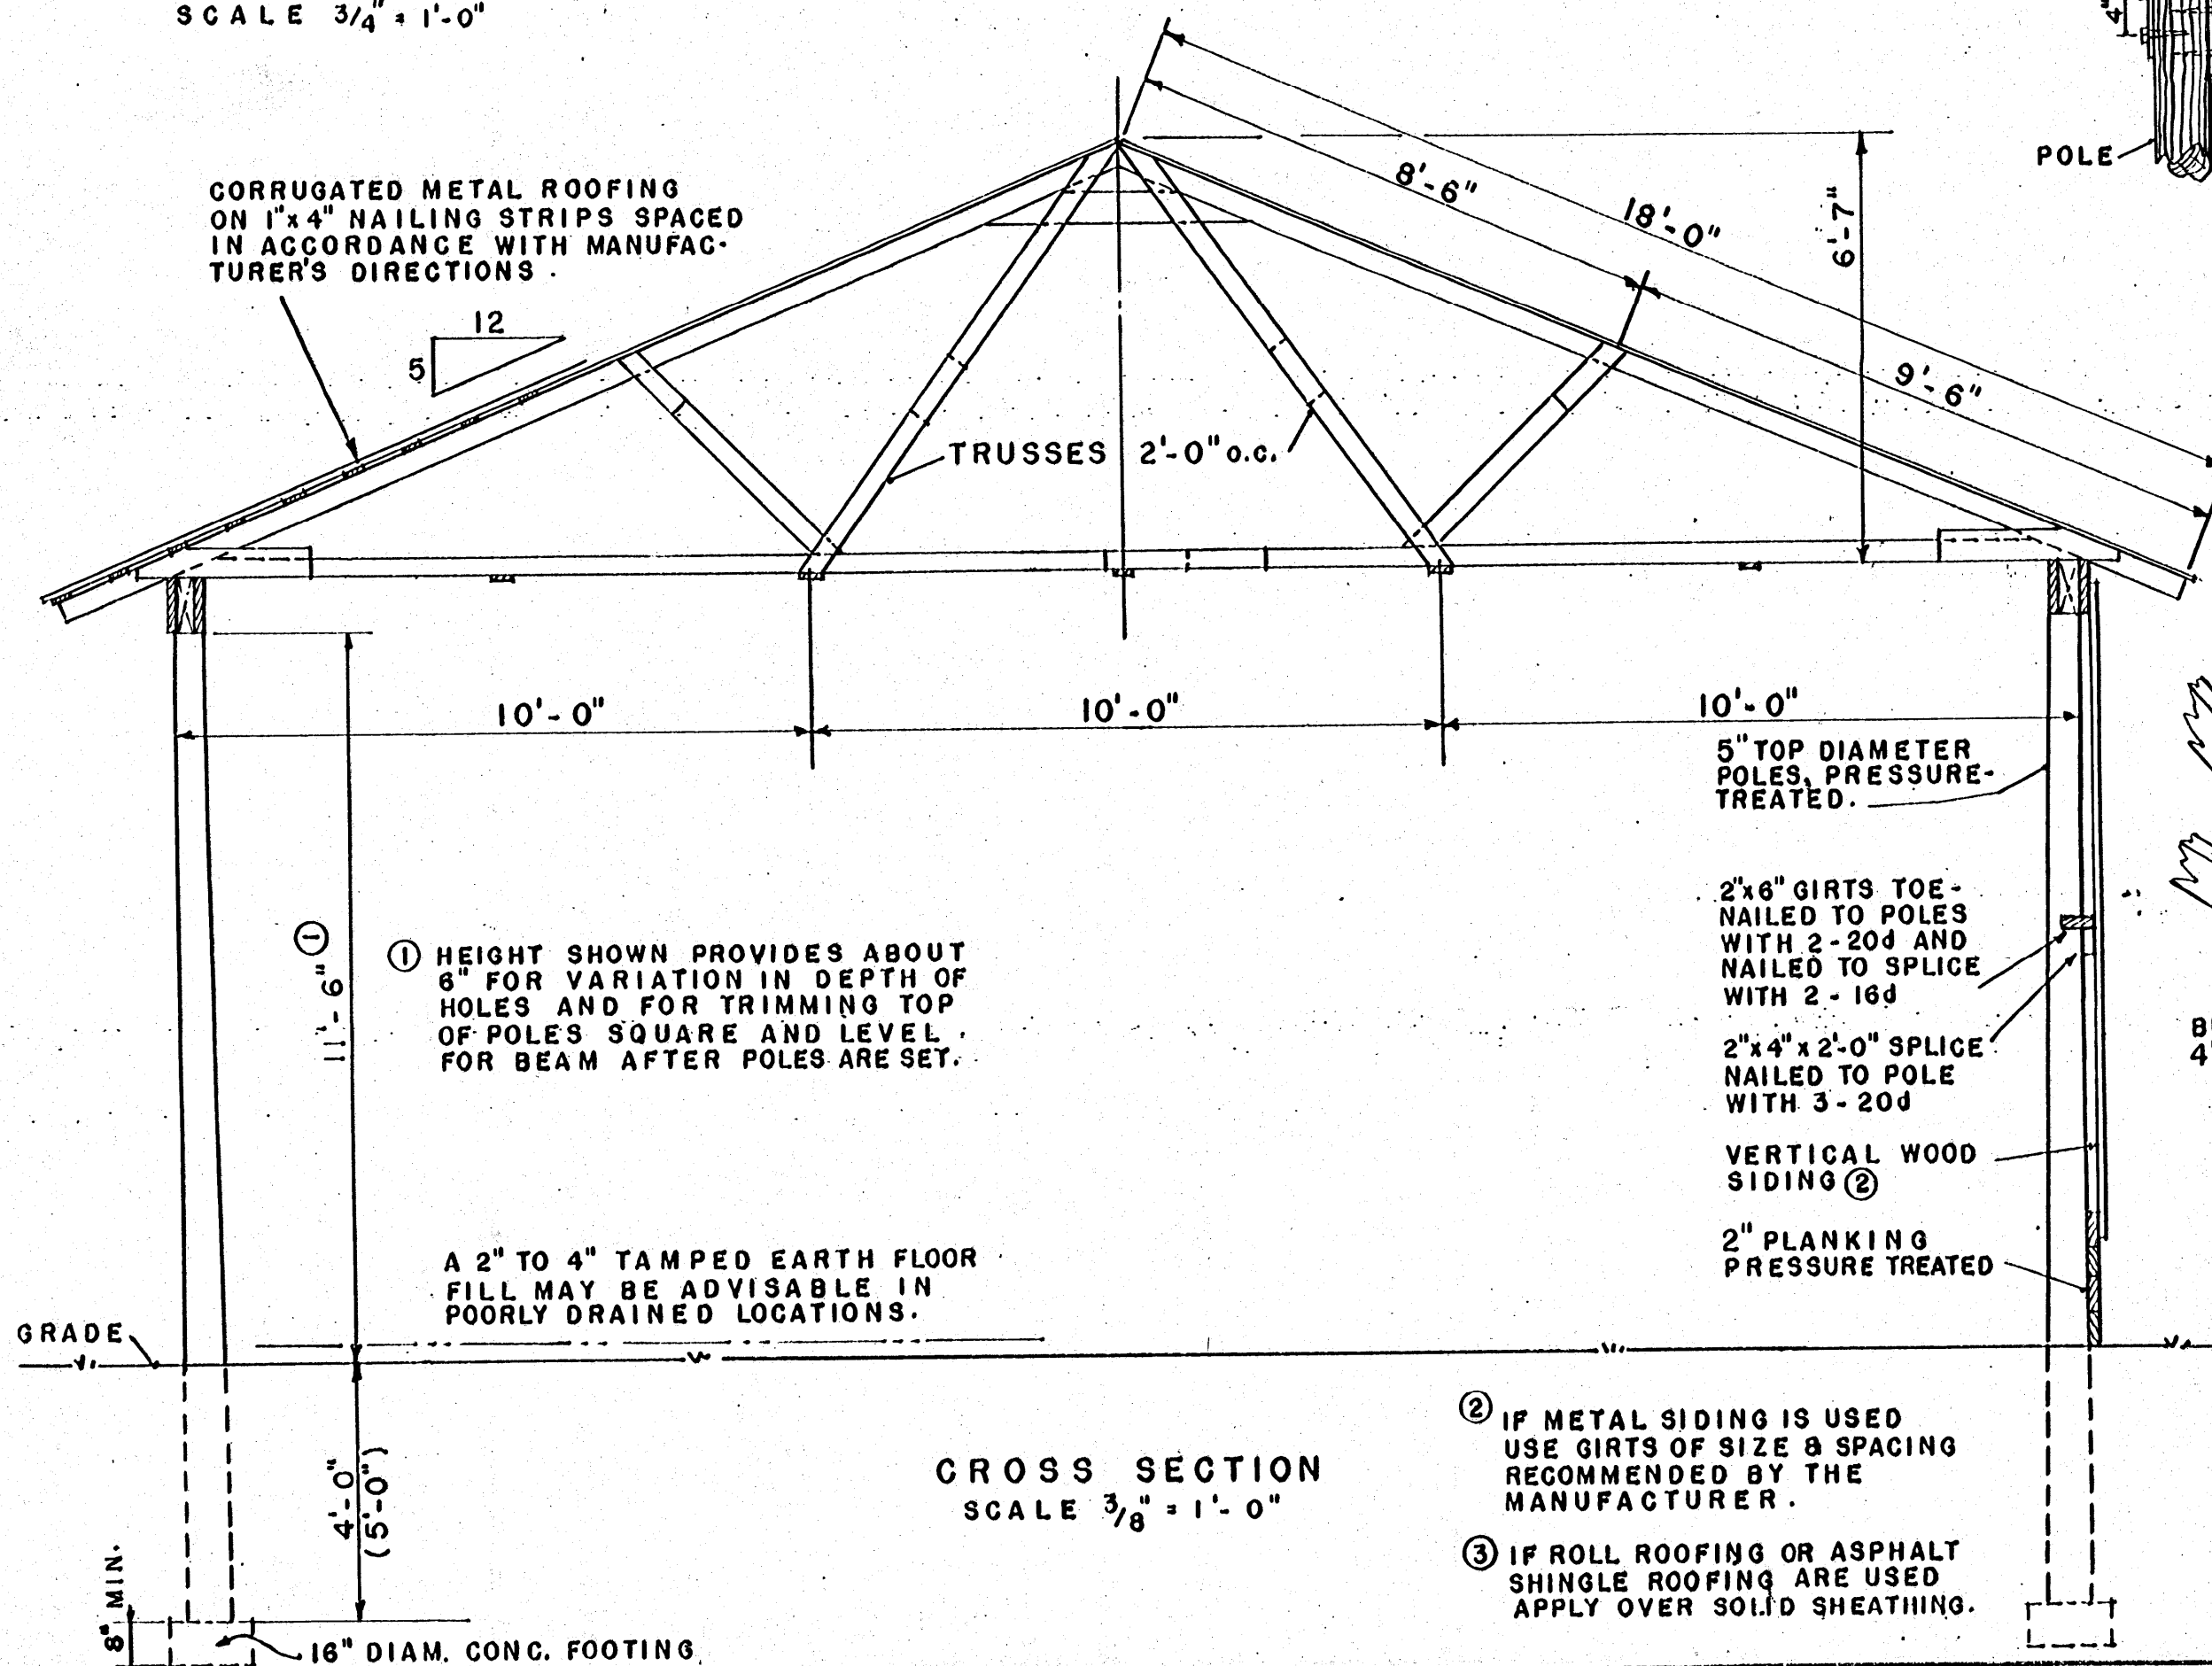 SCALE 3/4" = 1'-0"
4"
POLE
CORRUGATED METAL ROOFING
ON 1"x4" NAILING STRIPS SPACED
IN ACCORDANCE WITH MANUFAC-
TURER'S DIRECTIONS.
12
5
8'-6"
18'-0"
6'-7"
9'-6"
TRUSSES 2'-0" o.c.
10'-0"
10'-0"
10'-0"
5" TOP DIAMETER
POLES, PRESSURE-
TREATED.
2"x6" GIRTS TOE-
NAILED TO POLES
WITH 2-20d AND
NAILED TO SPLICE
WITH 2-16d
2"x4"x2'-0" SPLICE
NAILED TO POLE
WITH 3-20d
VERTICAL WOOD
SIDING ②
2" PLANKING
PRESSURE TREATED
11'-6" ①
① HEIGHT SHOWN PROVIDES ABOUT
6" FOR VARIATION IN DEPTH OF
HOLES AND FOR TRIMMING TOP
OF POLES SQUARE AND LEVEL
FOR BEAM AFTER POLES ARE SET.
A 2" TO 4" TAMPED EARTH FLOOR
FILL MAY BE ADVISABLE IN
POORLY DRAINED LOCATIONS.
GRADE
4'-0"
(5'-0")
8" MIN.
16" DIAM. CONC. FOOTING
CROSS SECTION
SCALE 3/8" = 1'-0"
② IF METAL SIDING IS USED
USE GIRTS OF SIZE & SPACING
RECOMMENDED BY THE
MANUFACTURER.
③ IF ROLL ROOFING OR ASPHALT
SHINGLE ROOFING ARE USED
APPLY OVER SOLID SHEATHING.